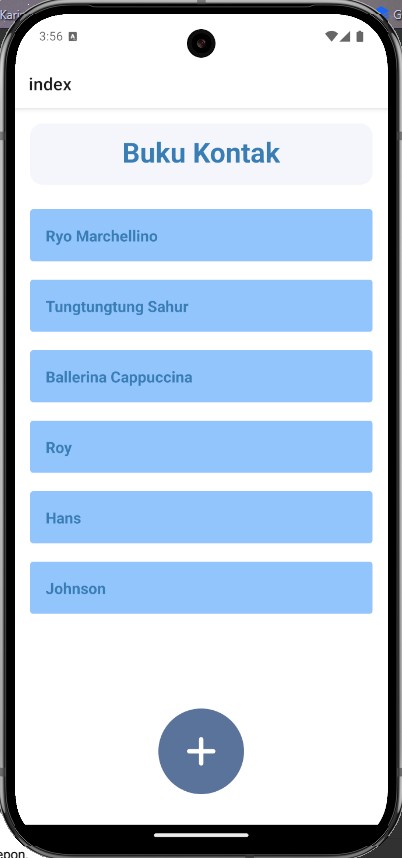 Kari
G
3:56 A
index
Buku Kontak
Ryo Marchellino
Tungtungtung Sahur
Ballerina Cappuccina
Roy
Hans
Johnson
+
epon